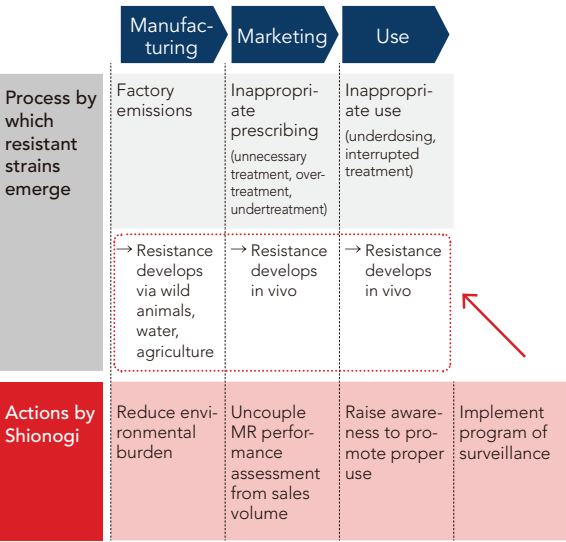 Manufac-
turing
Marketing
Use
Process by
which
resistant
strains
emerge
Factory
emissions
Inappropri-
ate
prescribing
(unnecessary
treatment, over-
treatment,
undertreatment)
Inappropri-
ate use
(underdosing,
interrupted
treatment)
→ Resistance
develops
via wild
animals,
water,
agriculture
→ Resistance
develops
in vivo
→ Resistance
develops
in vivo
Actions by
Shionogi
Reduce envi-
ronmental
burden
Uncouple
MR perfor-
mance
assessment
from sales
volume
Raise aware-
ness to pro-
mote proper
use
Implement
program of
surveillance